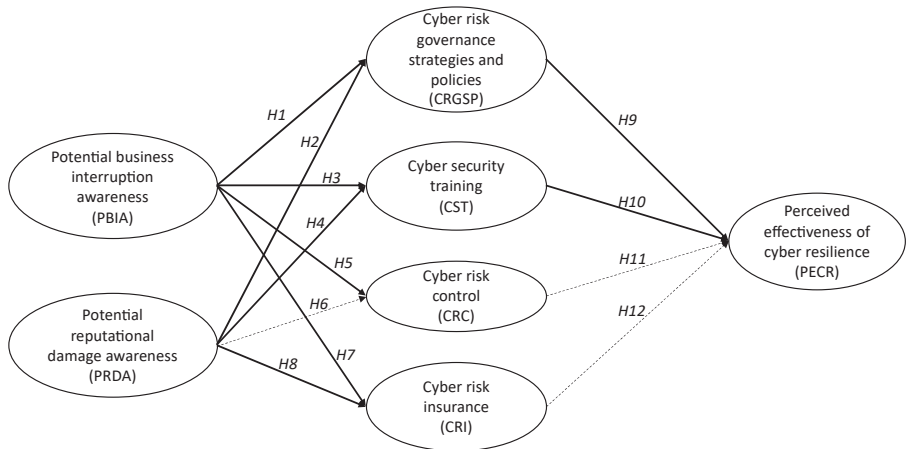 Cyber risk
governance
strategies and
policies
(CRGSP)
H1
H2
H9
Potential business
interruption
awareness
(PBIA)
H3
Cyber security
training
(CST)
H4
H10
Perceived
effectiveness of
cyber resilience
(PECR)
H5
H6
Cyber risk
control
(CRC)
H11
Potential
reputational
damage awareness
(PRDA)
H7
H8
H12
Cyber risk
insurance
(CRI)